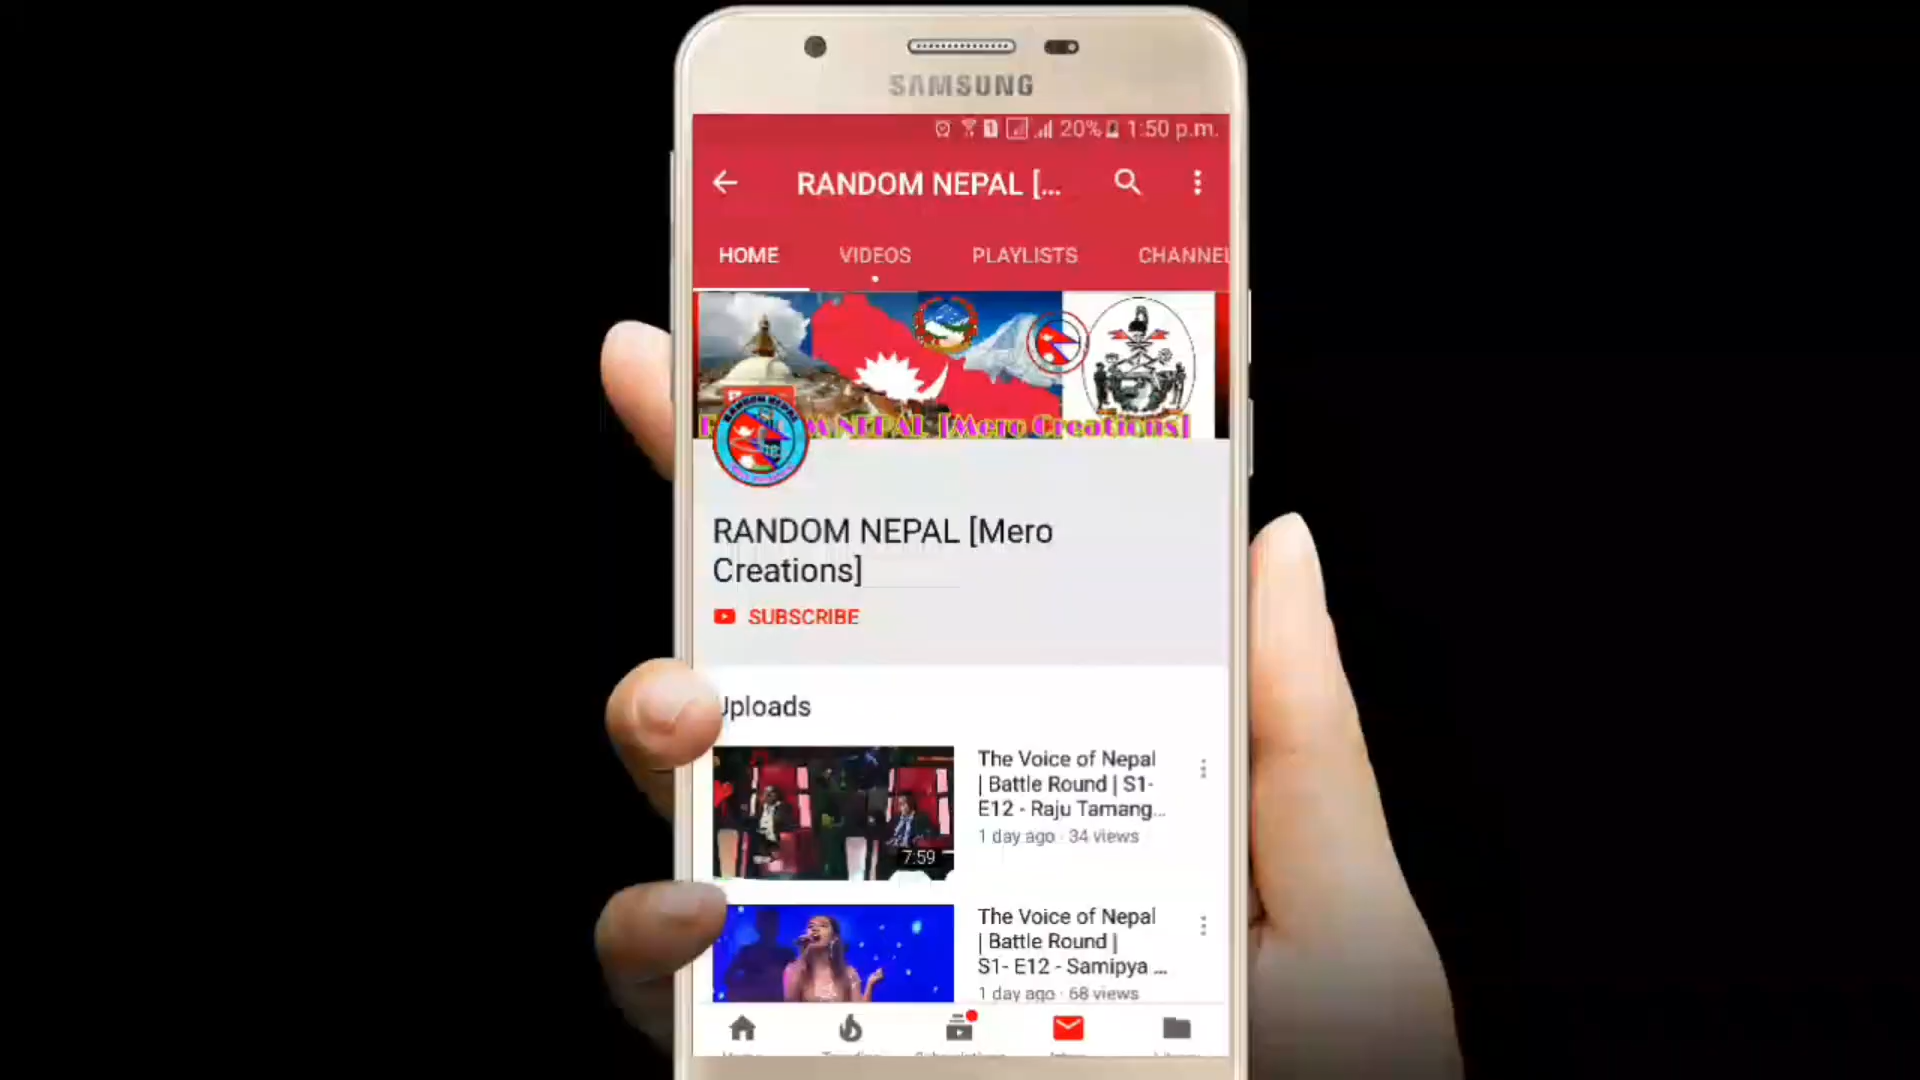 SAMSUNG
20% 1:50 p.m.
RANDOM NEPAL [...
HOME VIDEOS PLAYLISTS CHANNEL
NEPAL [Mero Creations]
RANDOM NEPAL
RANDOM NEPAL [Mero
Creations]
SUBSCRIBE
Uploads
The Voice of Nepal
| Battle Round | S1-
E12 - Raju Tamang...
1 day ago · 34 views
7:59
The Voice of Nepal
| Battle Round |
S1- E12 - Samipya ...
1 day ago · 68 views